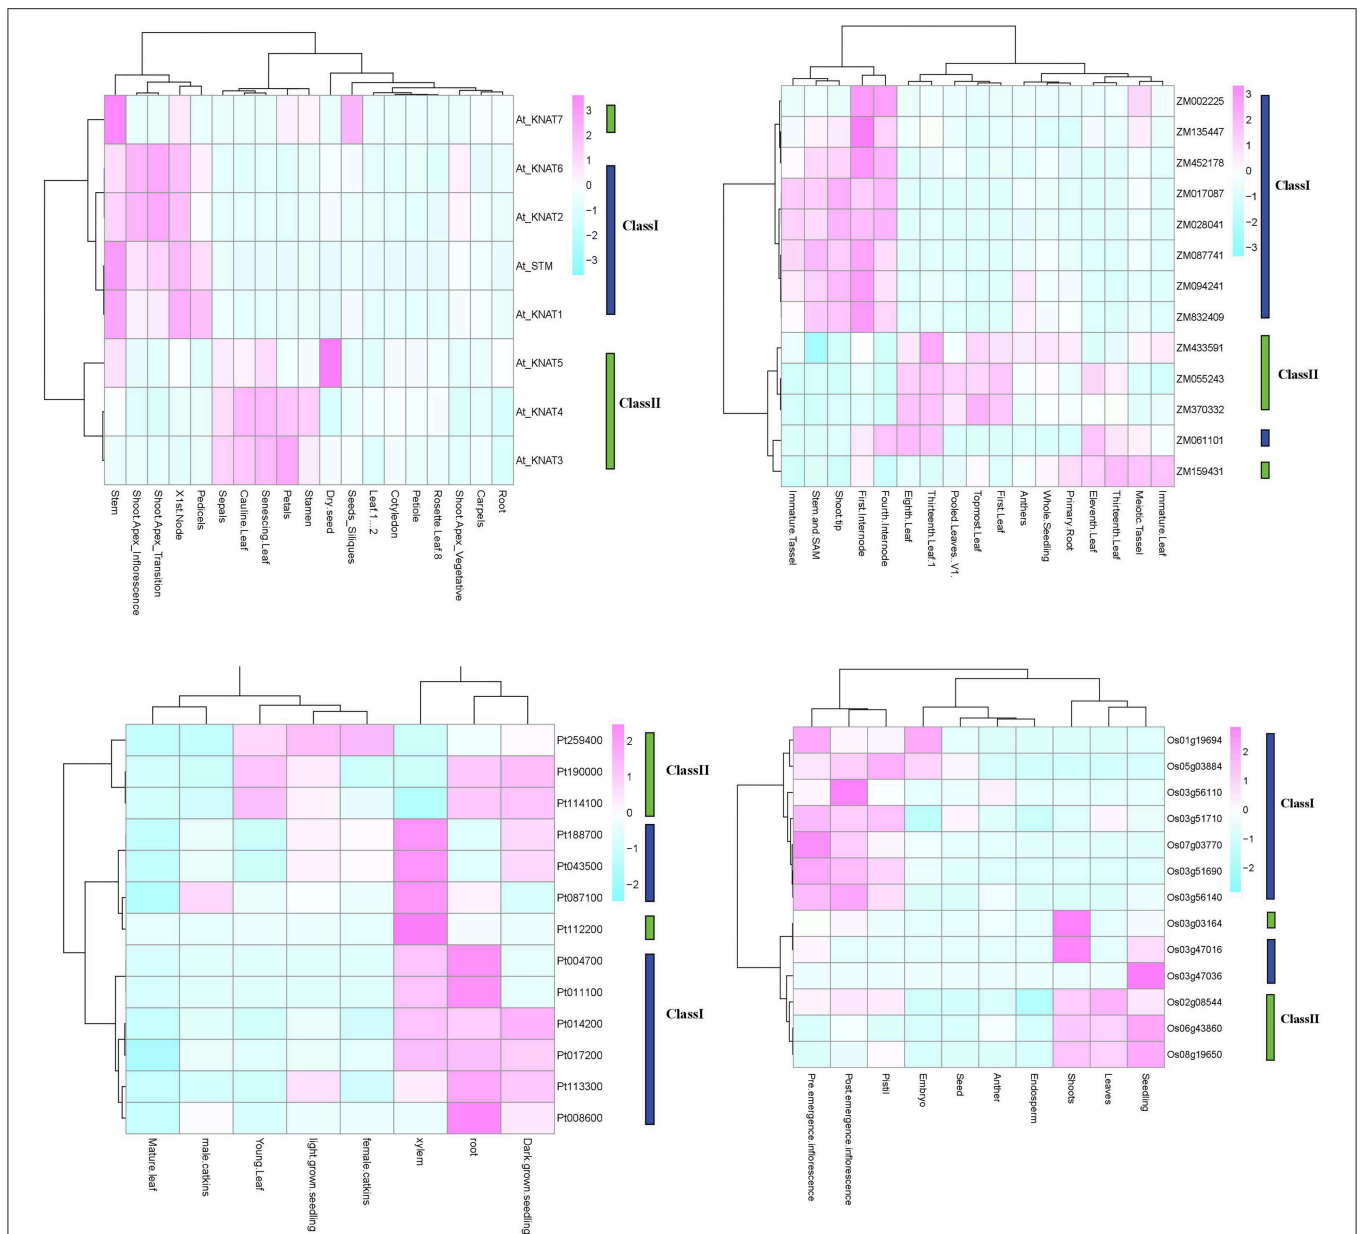 3
2
1
0
−1
−2
−3
At_KNAT7
At_KNAT6
At_KNAT2
At_STM
At_KNAT1
At_KNAT5
At_KNAT4
At_KNAT3
ClassI
ClassII
Stem
Shoot.Apex_Inflorescence
Shoot.Apex_Transition
X1st.Node
Pedicels
Sepals
Cauline.Leaf
Senescing.Leaf
Petals
Stamen
Dry.seed
Seeds_Siliques
Leaf.1...2
Cotyledon
Petiole
Rosette.Leaf.8
Shoot.Apex_Vegetative
Carpels
Root
3
2
1
0
−1
−2
−3
ZM002225
ZM135447
ZM452178
ZM017087
ZM028041
ZM087741
ZM094241
ZM832409
ZM433591
ZM055243
ZM370332
ZM061101
ZM159431
ClassI
ClassII
Immature.Tassel
Stem.and.SAM
Shoot.tip
First.Internode
Fourth.Internode
Eighth.Leaf
Thirteenth.Leaf.1
Pooled.Leaves..V1.
Topmost.Leaf
First.Leaf
Anthers
Whole.Seedling
Primary.Root
Eleventh.Leaf
Thirteenth.Leaf
Meiotic.Tassel
Immature.Leaf
2
1
0
−1
−2
Pt259400
Pt190000
Pt114100
Pt188700
Pt043500
Pt087100
Pt112200
Pt004700
Pt011100
Pt014200
Pt017200
Pt113300
Pt008600
ClassII
ClassI
Mature.leaf
male.catkins
Young.Leaf
light.grown.seedling
female.catkins
xylem
root
Dark.grown.seedling
2
1
0
−1
−2
Os01g19694
Os05g03884
Os03g56110
Os03g51710
Os07g03770
Os03g51690
Os03g56140
Os03g03164
Os03g47016
Os03g47036
Os02g08544
Os06g43860
Os08g19650
ClassI
ClassII
Pre.emergence.inflorescence
Post.emergence.inflorescence
Pistil
Embryo
Seed
Anther
Endosperm
Shoots
Leaves
Seedling